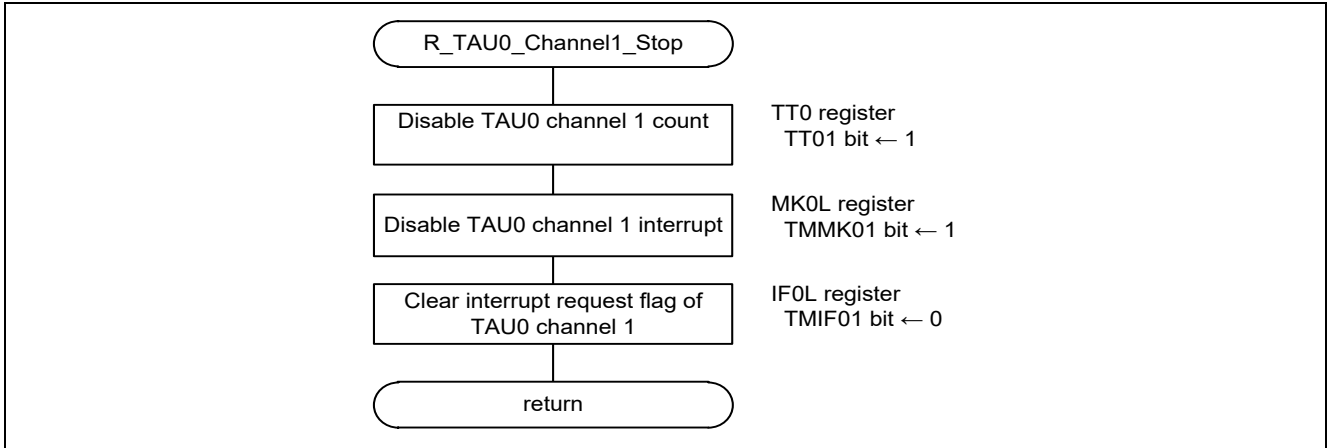 R_TAU0_Channel1_Stop
Disable TAU0 channel 1 count
TT0 register
TT01 bit ← 1
Disable TAU0 channel 1 interrupt
MK0L register
TMMK01 bit ← 1
Clear interrupt request flag of
TAU0 channel 1
IF0L register
TMIF01 bit ← 0
return